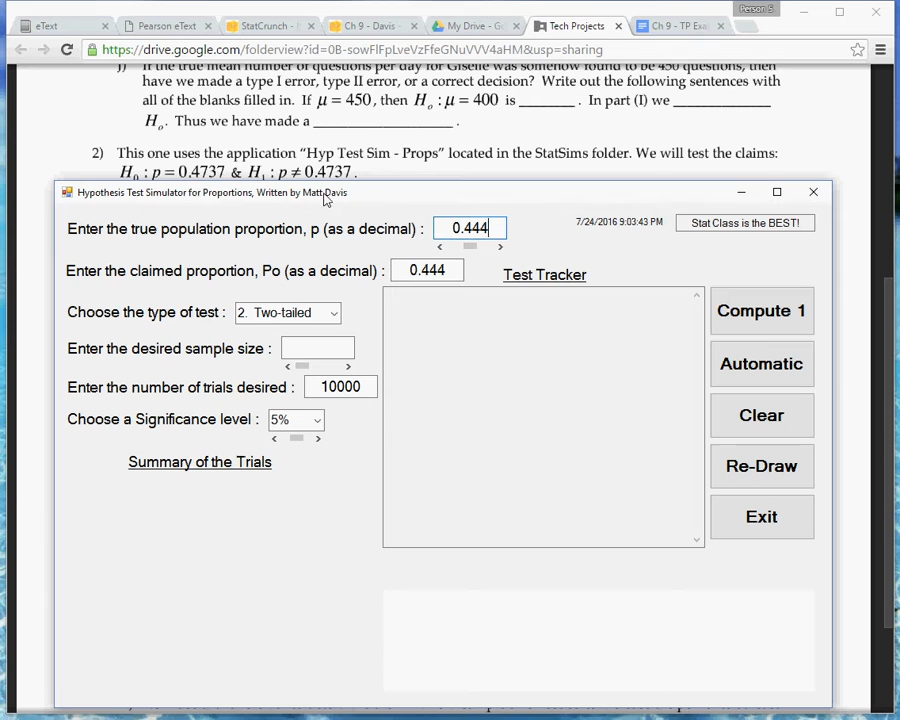 Person 5
eText
Pearson eText
StatCrunch -
Ch 9 - Davis -
My Drive - Go
Tech Projects
Ch 9 - TP Exa
https://drive.google.com/folderview?id=0B-sowFlFpLveVzFfeGNuVVV4aHM&usp=sharing
j) If the true mean number of questions per day for Giselle was somehow found to be 450 questions, then
have we made a type I error, type II error, or a correct decision? Write out the following sentences with
all of the blanks filled in. If μ = 450, then Ho : μ = 400 is ________ . In part (I) we ______________
Ho. Thus we have made a ____________________ .
2) This one uses the application “Hyp Test Sim - Props” located in the StatSims folder. We will test the claims:
H0 : p = 0.4737 & H1 : p ≠ 0.4737 .
Hypothesis Test Simulator for Proportions, Written by Matt Davis
Enter the true population proportion, p (as a decimal) : 0.444
7/24/2016 9:03:43 PM
Stat Class is the BEST!
Enter the claimed proportion, Po (as a decimal) : 0.444
Test Tracker
Choose the type of test : 2. Two-tailed
Compute 1
Enter the desired sample size :
Automatic
Enter the number of trials desired : 10000
Choose a Significance level : 5%
Clear
Summary of the Trials
Re-Draw
Exit